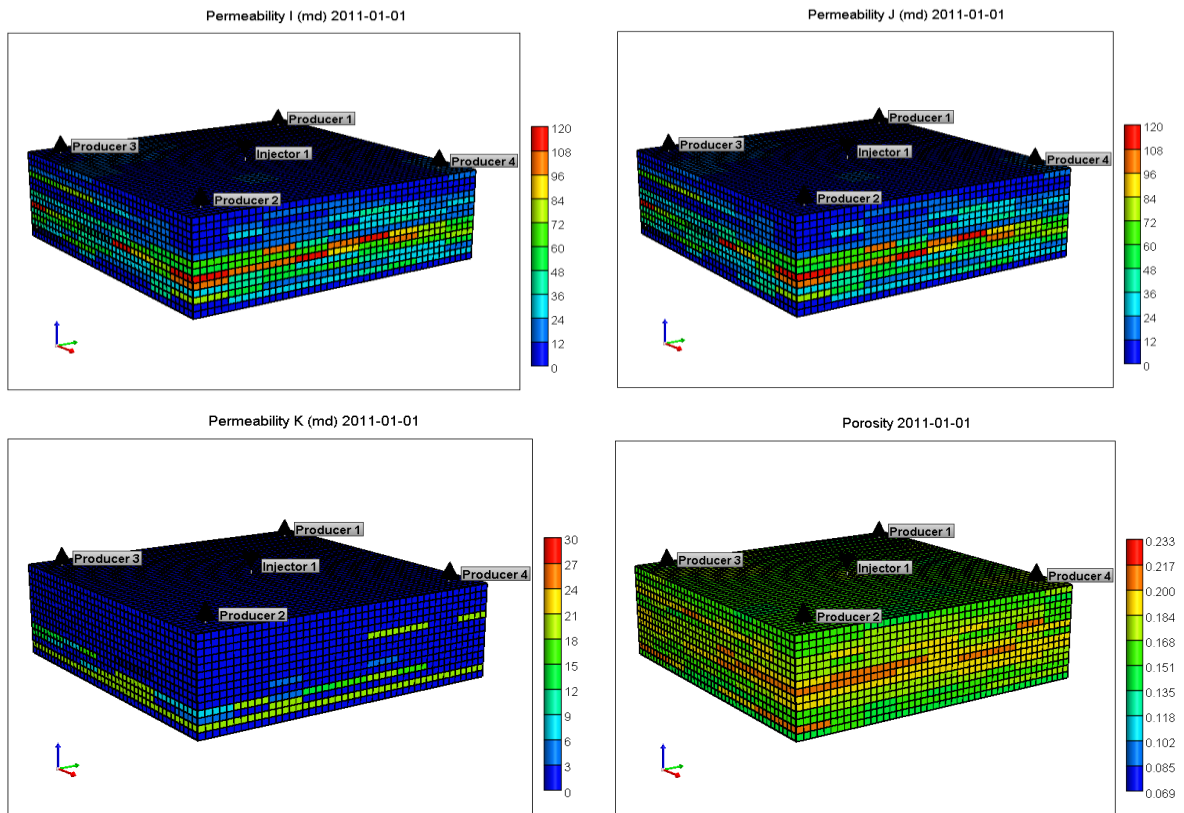 Permeability I (md) 2011-01-01
Producer 1
Producer 3
Injector 1
Producer 4
Producer 2
120
108
96
84
72
60
48
36
24
12
0
Permeability J (md) 2011-01-01
Producer 1
Producer 3
Injector 1
Producer 4
Producer 2
120
108
96
84
72
60
48
36
24
12
0
Permeability K (md) 2011-01-01
Producer 1
Producer 3
Injector 1
Producer 4
Producer 2
30
27
24
21
18
15
12
9
6
3
0
Porosity 2011-01-01
Producer 1
Producer 3
Injector 1
Producer 4
Producer 2
0.233
0.217
0.200
0.184
0.168
0.151
0.135
0.118
0.102
0.085
0.069